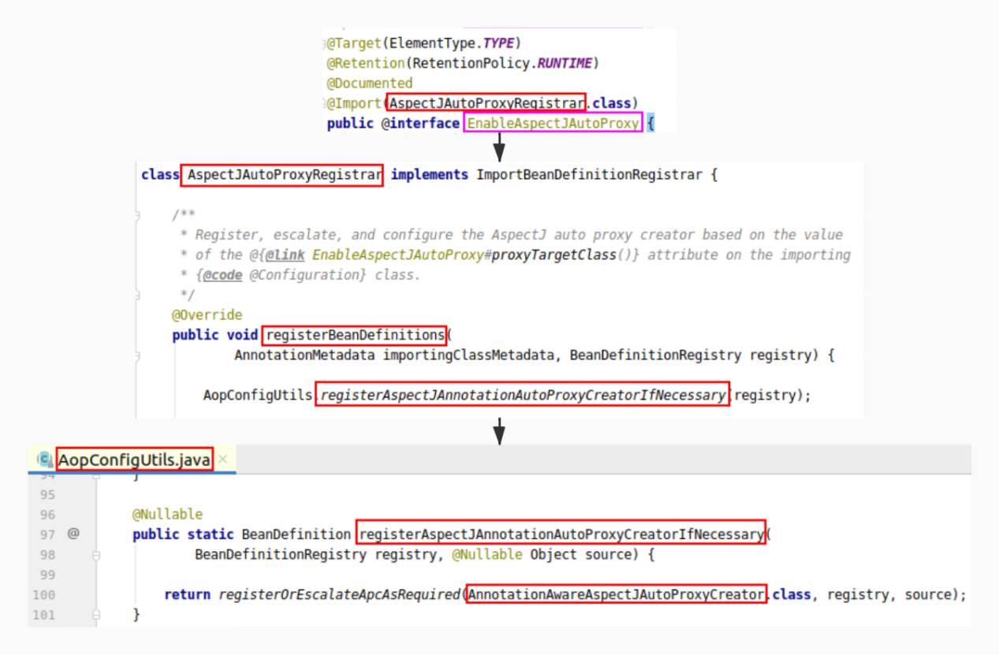 @Target(ElementType.TYPE)
@Retention(RetentionPolicy.RUNTIME)
@Documented
@Import(AspectJAutoProxyRegistrar.class)
public @interface EnableAspectJAutoProxy {
class AspectJAutoProxyRegistrar implements ImportBeanDefinitionRegistrar {
/**
* Register, escalate, and configure the AspectJ auto proxy creator based on the value
* of the @{@link EnableAspectJAutoProxy#proxyTargetClass()} attribute on the importing
* {@code @Configuration} class.
*/
@Override
public void registerBeanDefinitions(
AnnotationMetadata importingClassMetadata, BeanDefinitionRegistry registry) {
AopConfigUtils.registerAspectJAnnotationAutoProxyCreatorIfNecessary(registry);
AopConfigUtils.java ×
94 }
95
96 @Nullable
97 @ public static BeanDefinition registerAspectJAnnotationAutoProxyCreatorIfNecessary(
98 BeanDefinitionRegistry registry, @Nullable Object source) {
99
100 return registerOrEscalateApcAsRequired(AnnotationAwareAspectJAutoProxyCreator.class, registry, source);
101 }